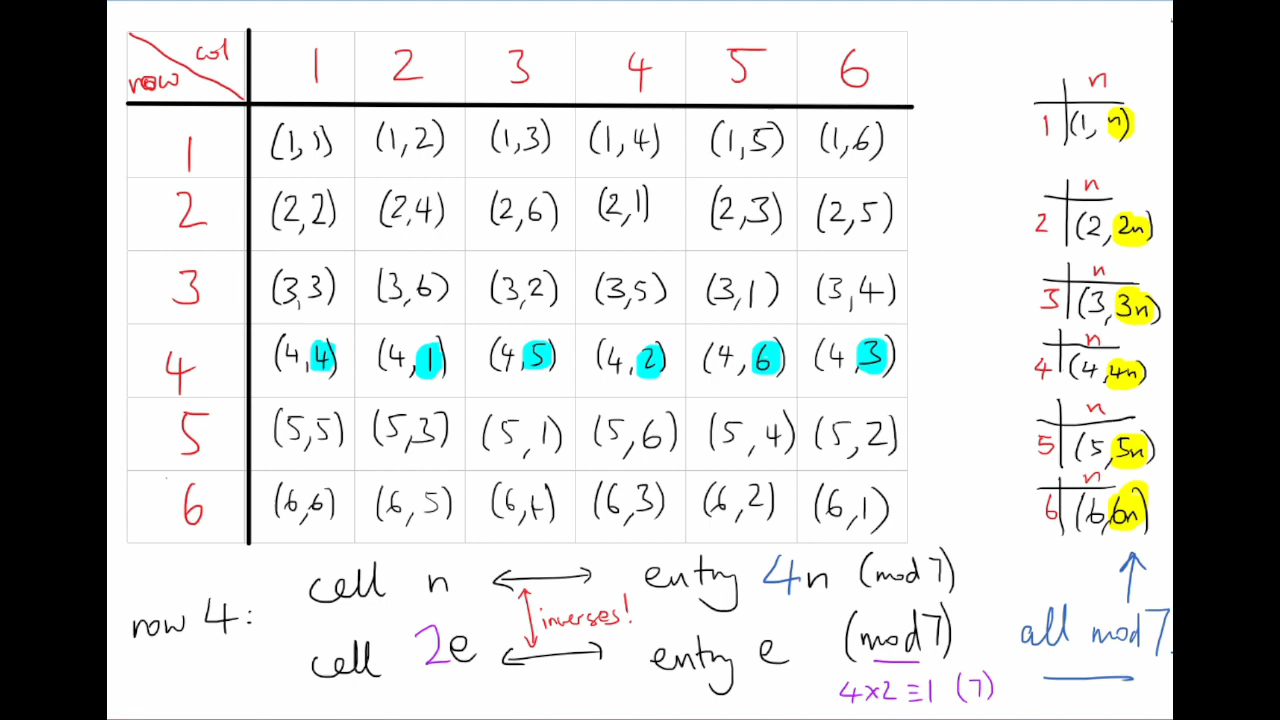 col
row
1 2 3 4 5 6
1 (1,1) (1,2) (1,3) (1,4) (1,5) (1,6)
2 (2,2) (2,4) (2,6) (2,1) (2,3) (2,5)
3 (3,3) (3,6) (3,2) (3,5) (3,1) (3,4)
4 (4,4) (4,1) (4,5) (4,2) (4,6) (4,3)
5 (5,5) (5,3) (5,1) (5,6) (5,4) (5,2)
6 (6,6) (6,5) (6,4) (6,3) (6,2) (6,1)
n
1 (1, n)
n
2 (2, 2n)
n
3 (3, 3n)
n
4 (4, 4n)
n
5 (5, 5n)
n
6 (6, 6n)
all mod 7.
row 4:
cell n ↔ entry 4n (mod 7)
inverses!
cell 2e ↔ entry e (mod 7)
4×2≡1 (7)